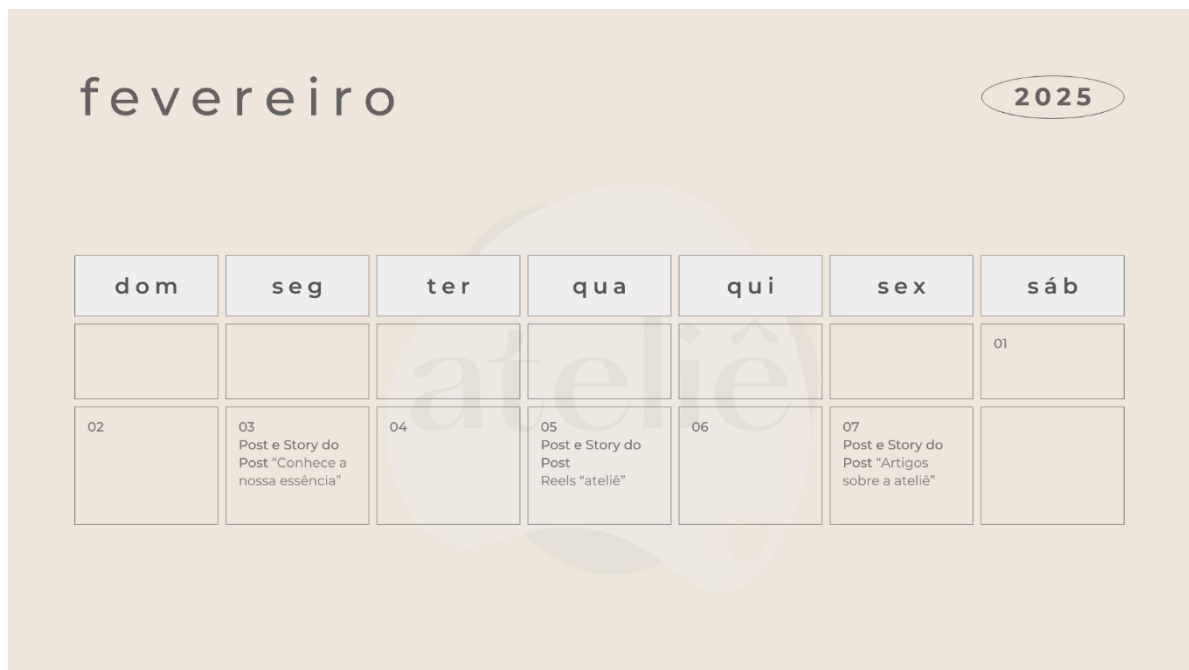 fevereiro
2025
dom seg ter qua qui sex sáb
01
ateliê
02
03
Post e Story do
Post “Conhece a
nossa essência”
04
05
Post e Story do
Post
Reels “ateliê”
06
07
Post e Story do
Post “Artigos
sobre a ateliê”